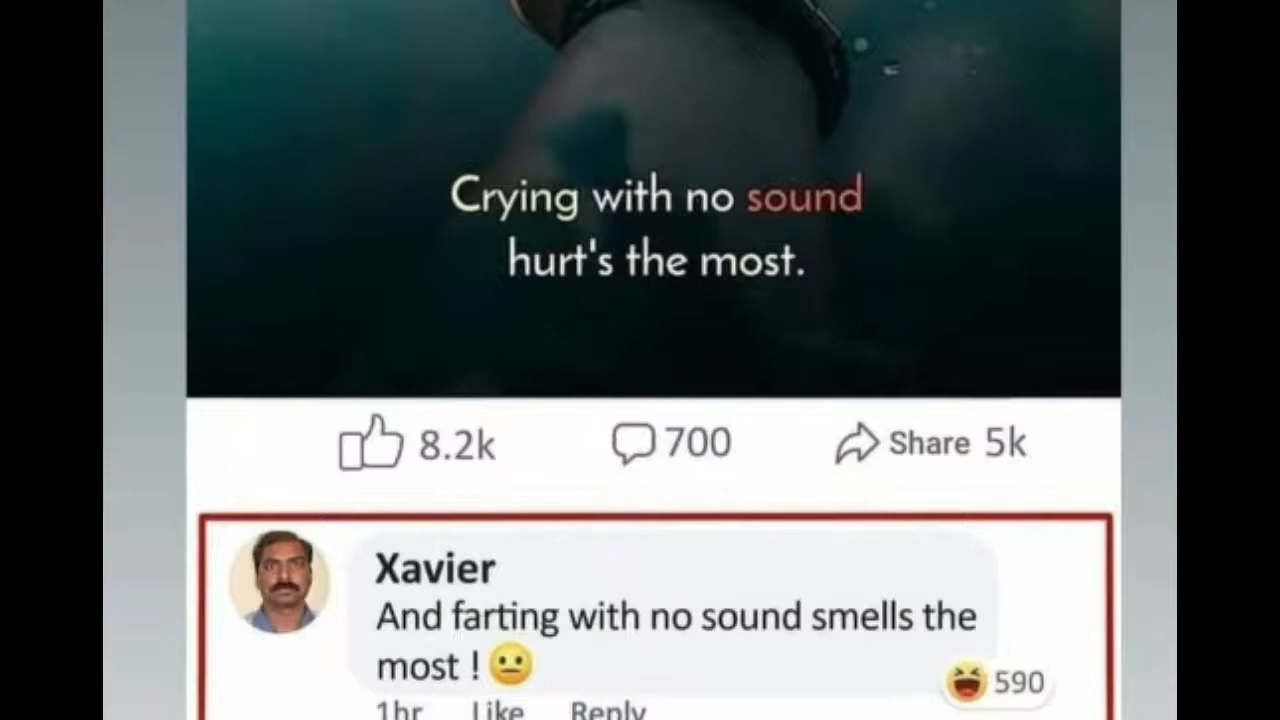 Crying with no sound
hurt's the most.
8.2k 700 Share 5k
Xavier
And farting with no sound smells the
most ! 😐
590
1hr Like Reply